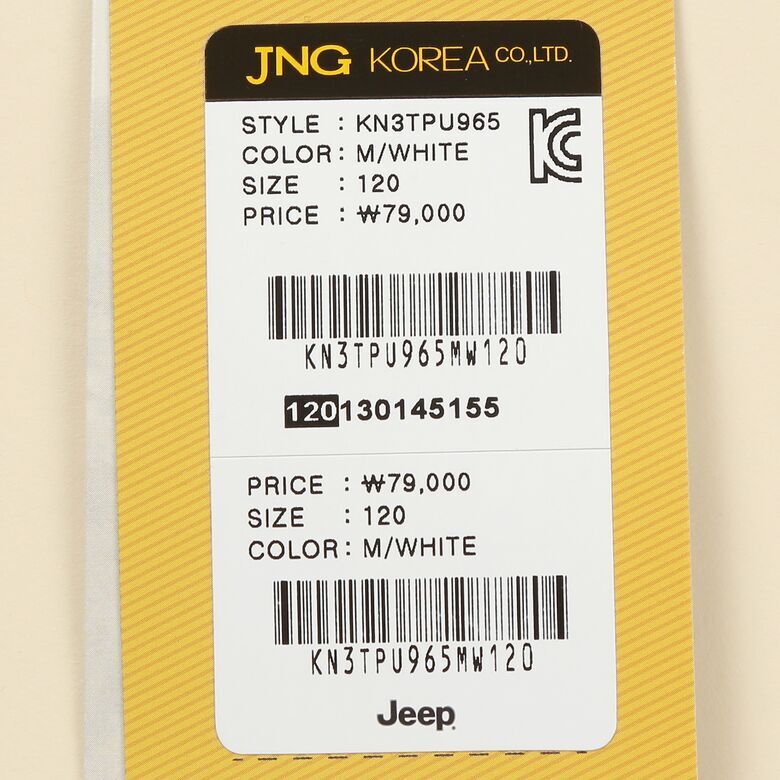 JNG KOREA CO.,LTD.
STYLE : KN3TPU965
COLOR : M/WHITE
SIZE : 120
PRICE : ₩79,000
KC
KN3TPU965MW120
120130145155
PRICE : ₩79,000
SIZE : 120
COLOR : M/WHITE
KN3TPU965MW120
Jeep